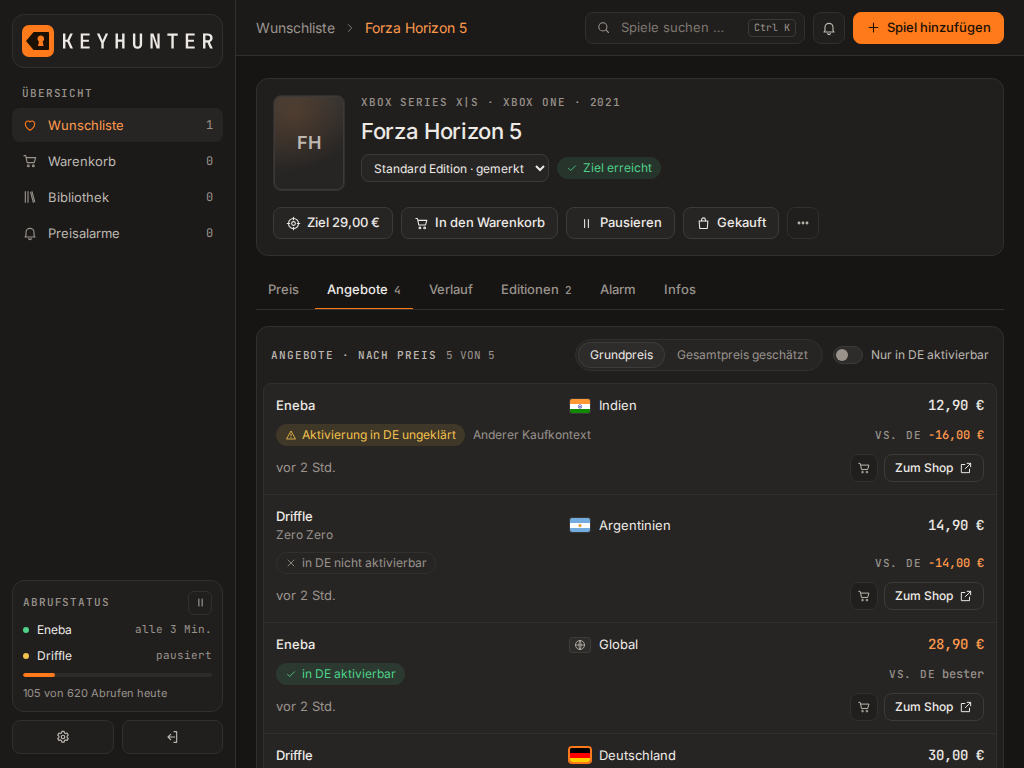 KEYHUNTER
Wunschliste > Forza Horizon 5
Spiele suchen ... Ctrl K
Spiel hinzufügen
ÜBERSICHT
Wunschliste 1
Warenkorb 0
Bibliothek 0
Preisalarme 0
FH
XBOX SERIES X|S · XBOX ONE · 2021
Forza Horizon 5
Standard Edition · gemerkt
Ziel erreicht
Ziel 29,00 €
In den Warenkorb
Pausieren
Gekauft
Preis
Angebote 4
Verlauf
Editionen 2
Alarm
Infos
ANGEBOTE · NACH PREIS 5 VON 5
Grundpreis
Gesamtpreis geschätzt
Nur in DE aktivierbar
Eneba
Indien
12,90 €
Aktivierung in DE ungeklärt
Anderer Kaufkontext
VS. DE -16,00 €
vor 2 Std.
Zum Shop
Driffle
Zero Zero
Argentinien
14,90 €
in DE nicht aktivierbar
VS. DE -14,00 €
vor 2 Std.
Zum Shop
Eneba
Global
28,90 €
in DE aktivierbar
VS. DE bester
vor 2 Std.
Zum Shop
Driffle
Deutschland
30,00 €
ABRUFSTATUS
Eneba alle 3 Min.
Driffle pausiert
105 von 620 Abrufen heute